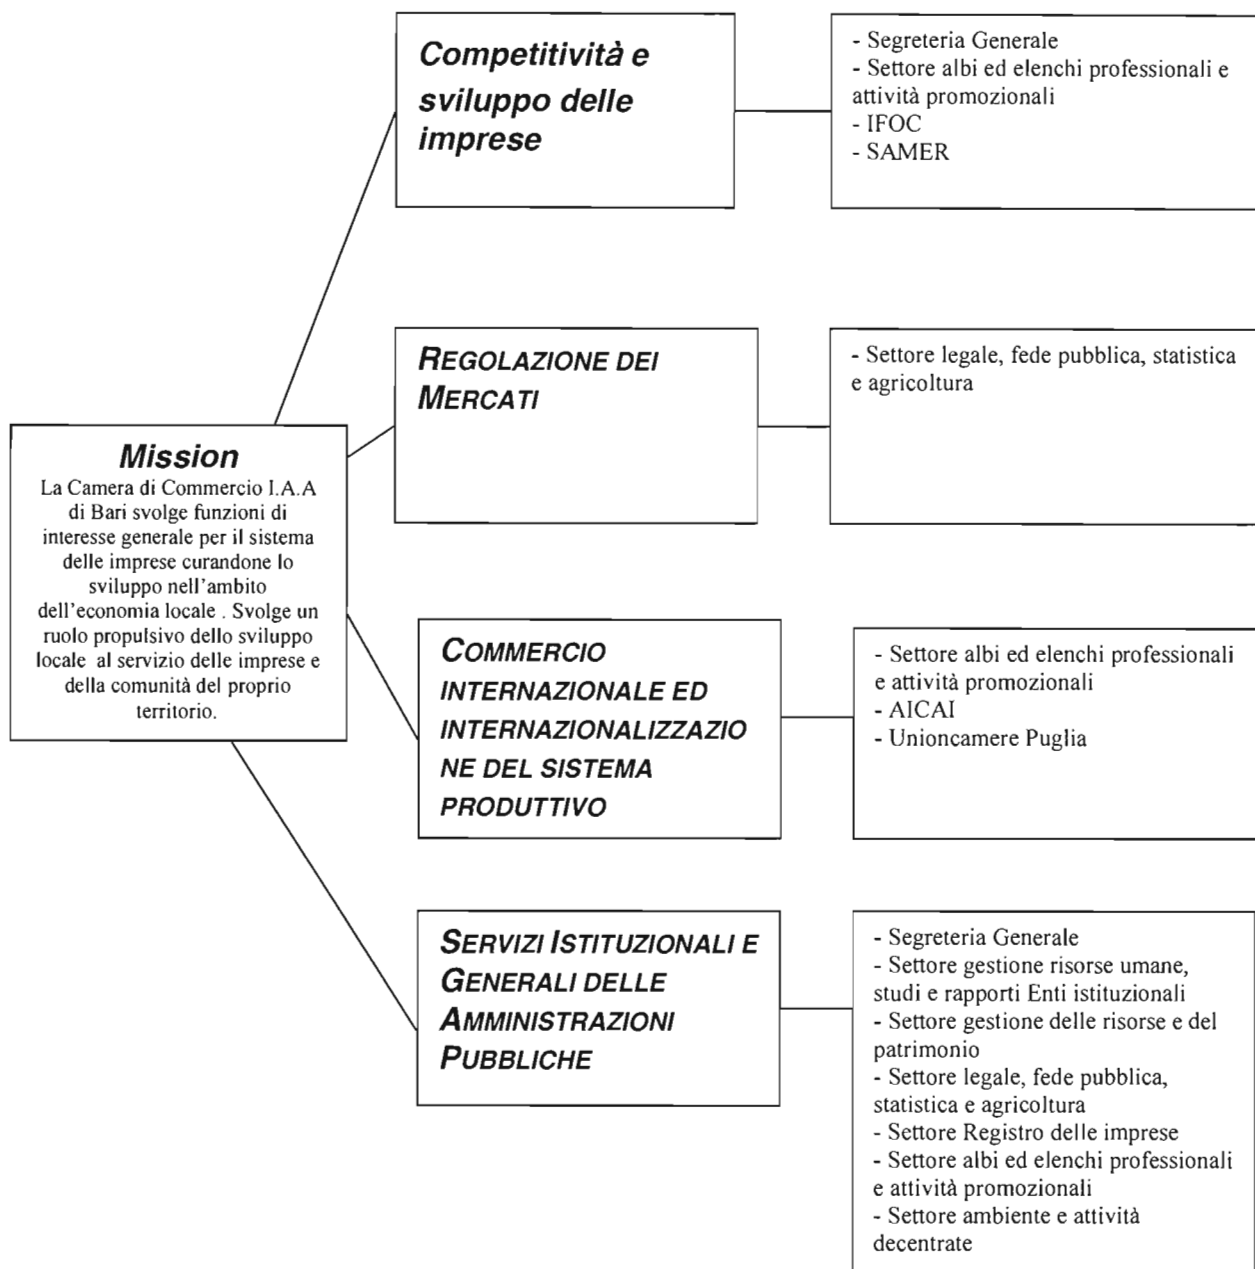 Competitività e
sviluppo delle
imprese
- Segreteria Generale
- Settore albi ed elenchi professionali e
attività promozionali
- IFOC
- SAMER
REGOLAZIONE DEI
MERCATI
- Settore legale, fede pubblica, statistica
e agricoltura
Mission
La Camera di Commercio I.A.A
di Bari svolge funzioni di
interesse generale per il sistema
delle imprese curandone lo
sviluppo nell'ambito
dell'economia locale . Svolge un
ruolo propulsivo dello sviluppo
locale al servizio delle imprese e
della comunità del proprio
territorio.
COMMERCIO
INTERNAZIONALE ED
INTERNAZIONALIZZAZIO
NE DEL SISTEMA
PRODUTTIVO
- Settore albi ed elenchi professionali
e attività promozionali
- AICAI
- Unioncamere Puglia
SERVIZI ISTITUZIONALI E
GENERALI DELLE
AMMINISTRAZIONI
PUBBLICHE
- Segreteria Generale
- Settore gestione risorse umane,
studi e rapporti Enti istituzionali
- Settore gestione delle risorse e del
patrimonio
- Settore legale, fede pubblica,
statistica e agricoltura
- Settore Registro delle imprese
- Settore albi ed elenchi professionali
e attività promozionali
- Settore ambiente e attività
decentrate